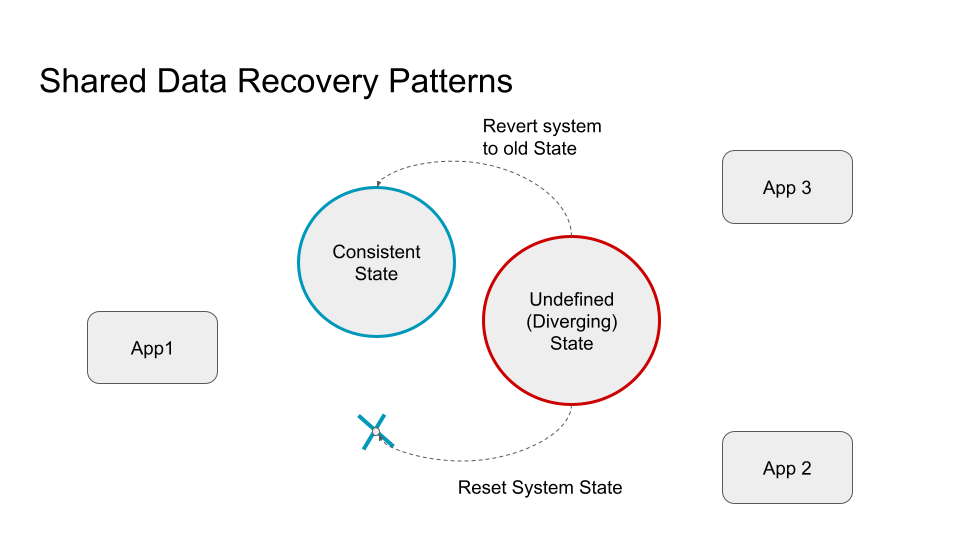 Shared Data Recovery Patterns
Revert system
to old State
App 3
Consistent
State
Undefined
(Diverging)
State
App1
App 2
Reset System State